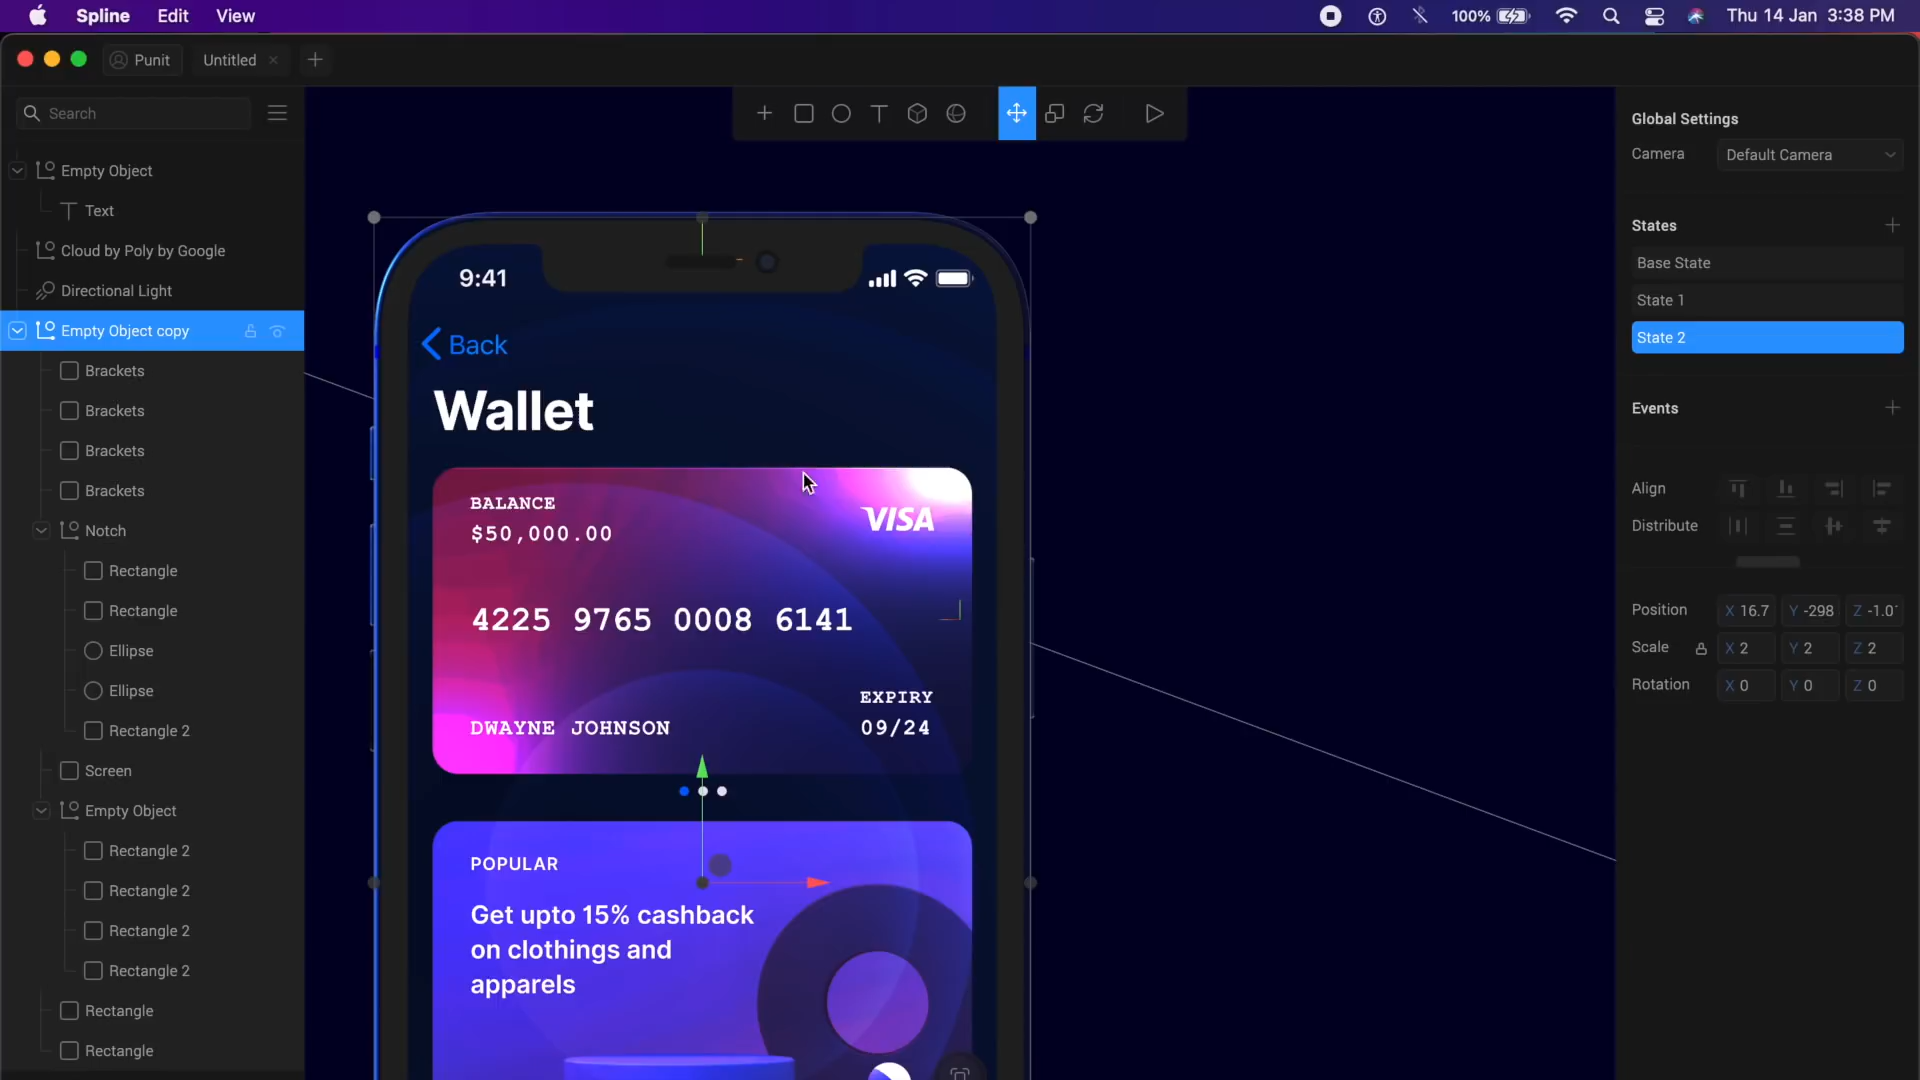 Spline Edit View
100% Thu 14 Jan 3:38 PM
Punit Untitled
Search
Empty Object
Text
Cloud by Poly by Google
Directional Light
Empty Object copy
Brackets
Brackets
Brackets
Brackets
Notch
Rectangle
Rectangle
Ellipse
Ellipse
Rectangle 2
Screen
Empty Object
Rectangle 2
Rectangle 2
Rectangle 2
Rectangle 2
Rectangle
Rectangle
9:41
Back
Wallet
BALANCE
$50,000.00
VISA
4225 9765 0008 6141
EXPIRY
DWAYNE JOHNSON 09/24
POPULAR
Get upto 15% cashback
on clothings and
apparels
Global Settings
Camera Default Camera
States
Base State
State 1
State 2
Events
Align
Distribute
Position X 16.7 Y -298 Z -1.0
Scale X 2 Y 2 Z 2
Rotation X 0 Y 0 Z 0